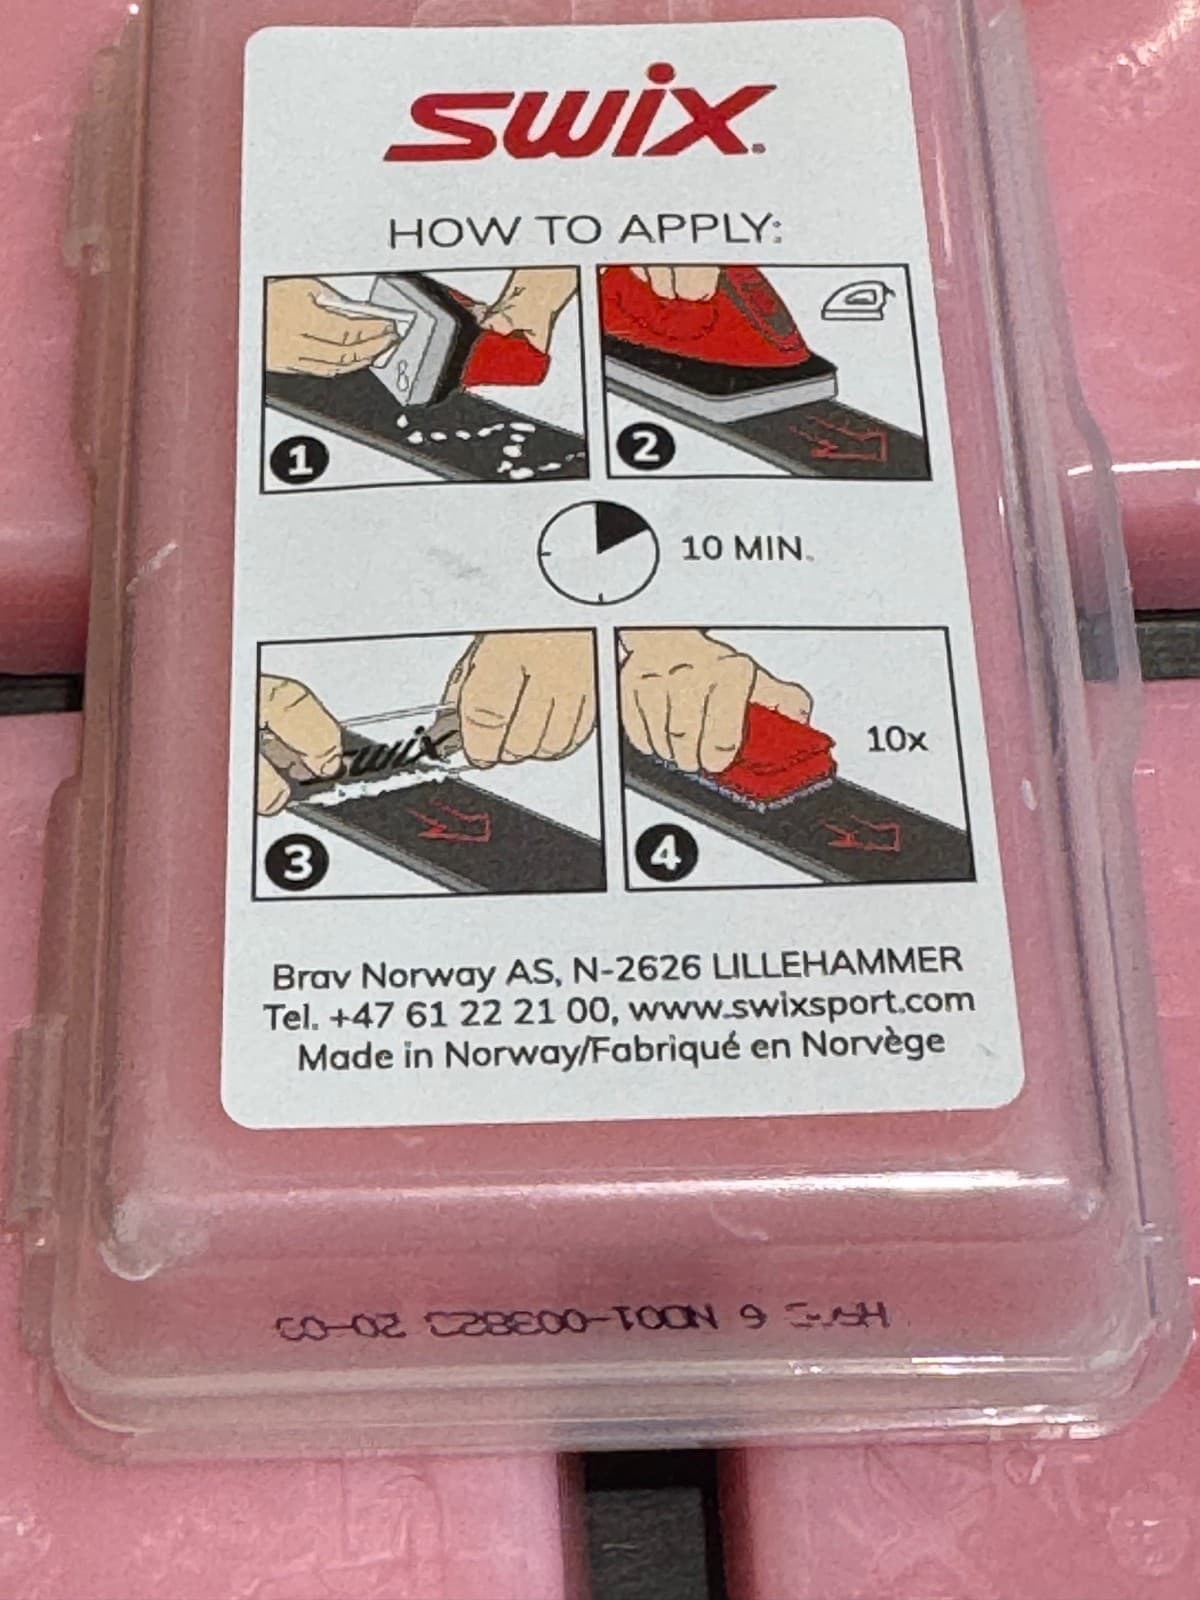 SWIX
HOW TO APPLY:
8
1
2
10 MIN.
swix
3
10x
4
Brav Norway AS, N-2626 LILLEHAMMER
Tel. +47 61 22 21 00, www.swixsport.com
Made in Norway/Fabriqué en Norvège